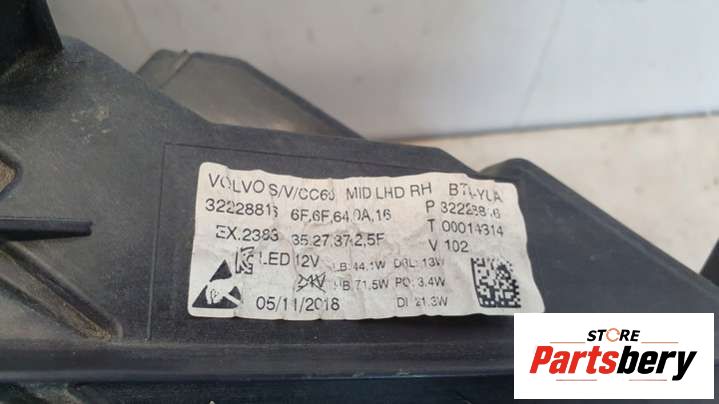 VOLVO S/V/CC60 MID LHD RH
32228816 6F,6F,64,0A,16 P 32228816
EX.2383 35,27,37,2,5F T 00014314
LED 12V LB: 44.1W DRL: 13W V 102
HB: 71.5W PO: 3.4W
05/11/2018 DI: 21.3W
STORE
Partsbery